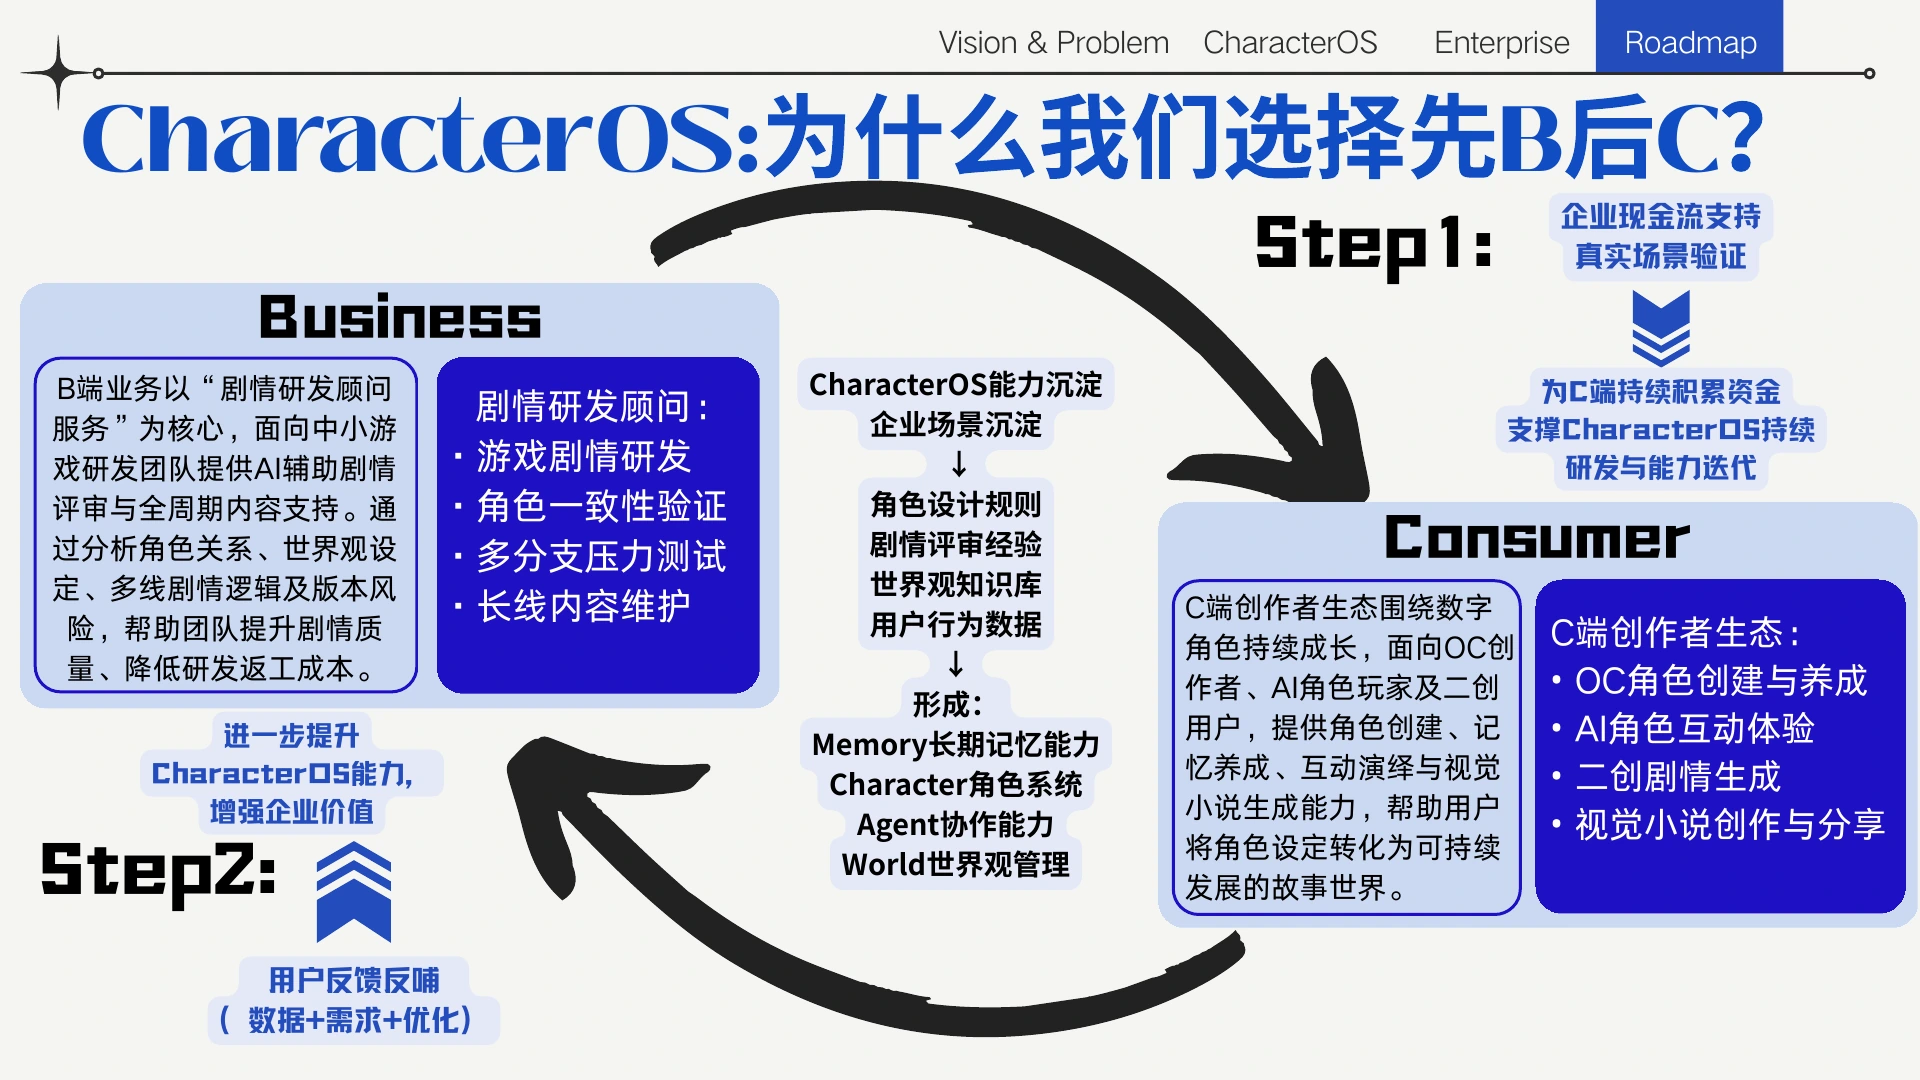 Vision & Problem
CharacterOS
Enterprise
Roadmap
CharacterOS:为什么我们选择先B后C?
Step1:
企业现金流支持
真实场景验证
为C端持续积累资金
支撑CharacterOS持续
研发与能力迭代
Business
B端业务以“剧情研发顾问
服务”为核心，面向中小游
戏研发团队提供AI辅助剧情
评审与全周期内容支持。通
过分析角色关系、世界观设
定、多线剧情逻辑及版本风
险，帮助团队提升剧情质
量、降低研发返工成本。
剧情研发顾问：
· 游戏剧情研发
· 角色一致性验证
· 多分支压力测试
· 长线内容维护
CharacterOS能力沉淀
企业场景沉淀
↓
角色设计规则
剧情评审经验
世界观知识库
用户行为数据
↓
形成：
Memory长期记忆能力
Character角色系统
Agent协作能力
World世界观管理
Consumer
C端创作者生态围绕数字
角色持续成长，面向OC创
作者、AI角色玩家及二创
用户，提供角色创建、记
忆养成、互动演绎与视觉
小说生成能力，帮助用户
将角色设定转化为可持续
发展的故事世界。
C端创作者生态：
• OC角色创建与养成
• AI角色互动体验
• 二创剧情生成
• 视觉小说创作与分享
进一步提升
CharacterOS能力，
增强企业价值
Step2:
用户反馈反哺
（ 数据+需求+优化）